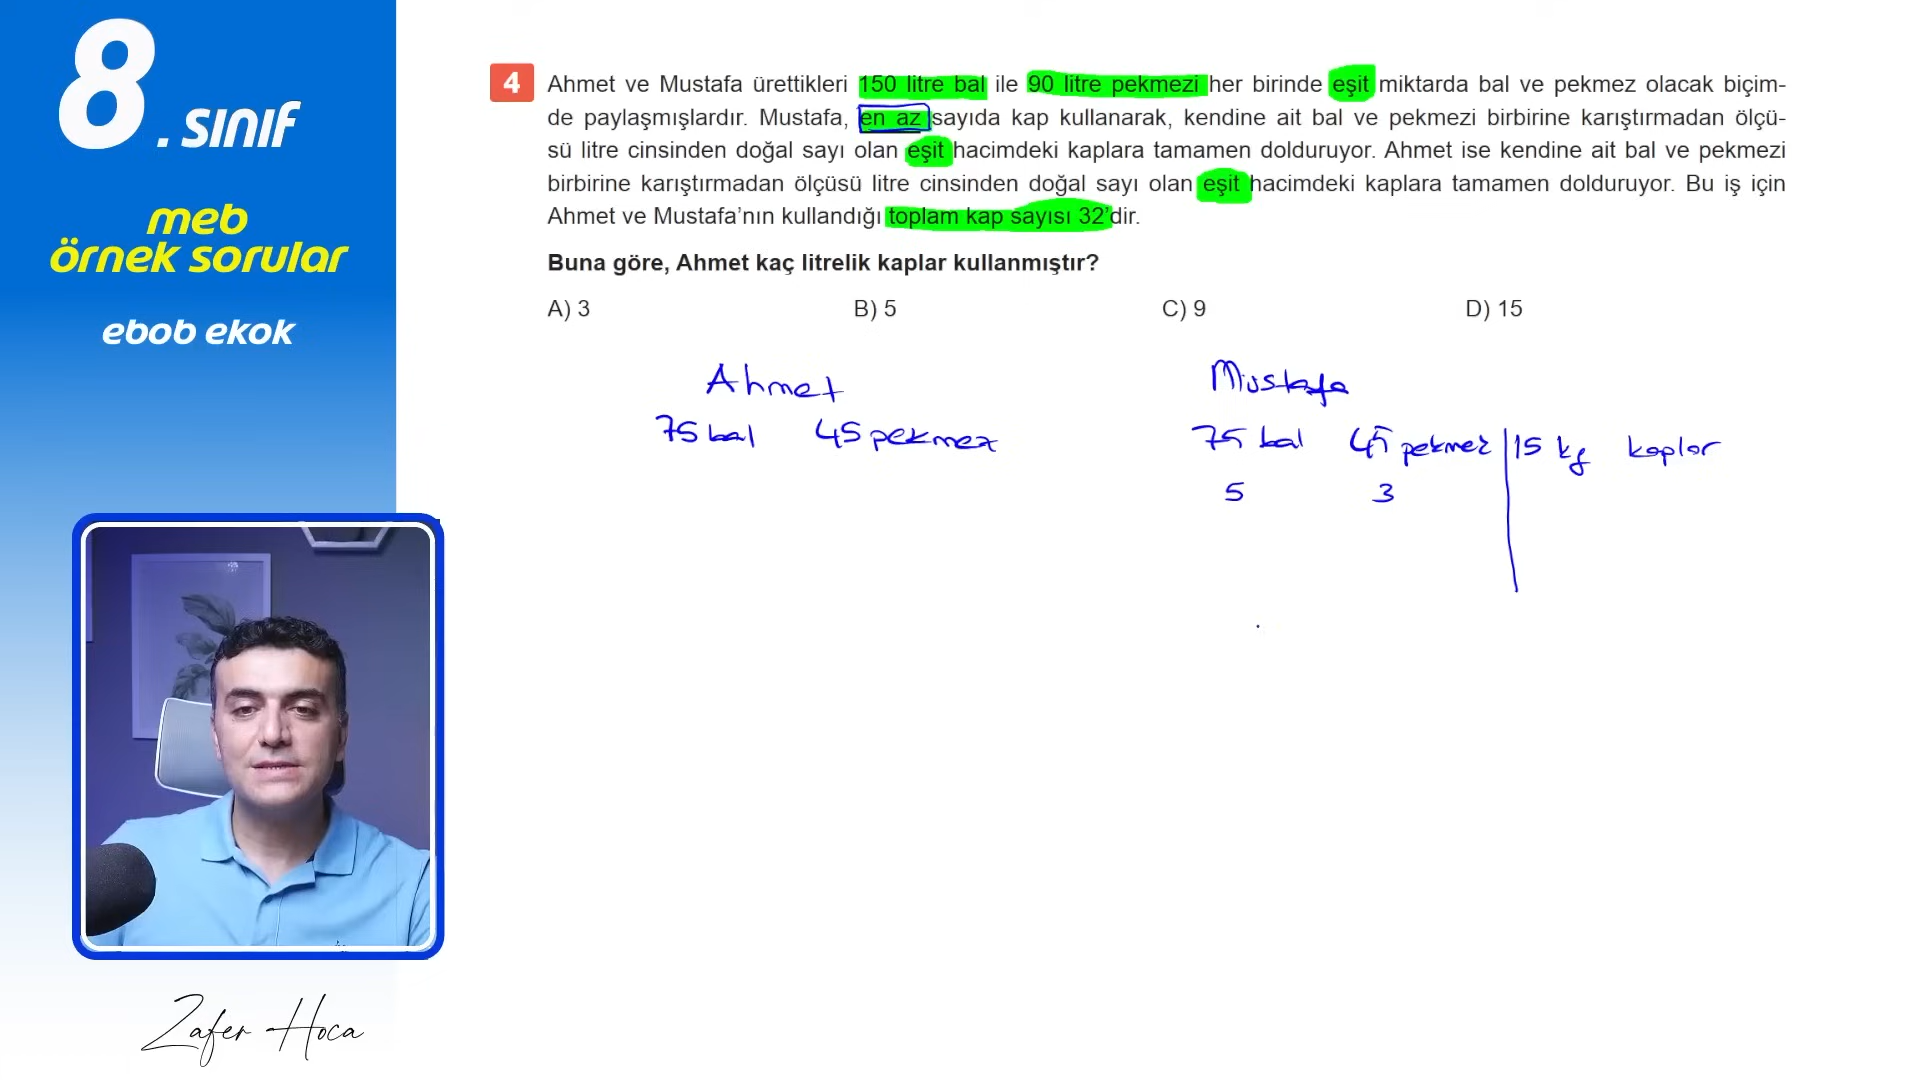 8. SINIF
meb
örnek sorular
ebob ekok
4 Ahmet ve Mustafa ürettikleri 150 litre bal ile 90 litre pekmezi her birinde eşit miktarda bal ve pekmez olacak biçim-
de paylaşmışlardır. Mustafa, en az sayıda kap kullanarak, kendine ait bal ve pekmezi birbirine karıştırmadan ölçü-
sü litre cinsinden doğal sayı olan eşit hacimdeki kaplara tamamen dolduruyor. Ahmet ise kendine ait bal ve pekmezi
birbirine karıştırmadan ölçüsü litre cinsinden doğal sayı olan eşit hacimdeki kaplara tamamen dolduruyor. Bu iş için
Ahmet ve Mustafa’nın kullandığı toplam kap sayısı 32’dir.
Buna göre, Ahmet kaç litrelik kaplar kullanmıştır?
A) 3 B) 5 C) 9 D) 15
Ahmet Mustafa
75 bal 45 pekmez 75 bal 45 pekmez 15 kg kaplar
5 3
Zafer Hoca